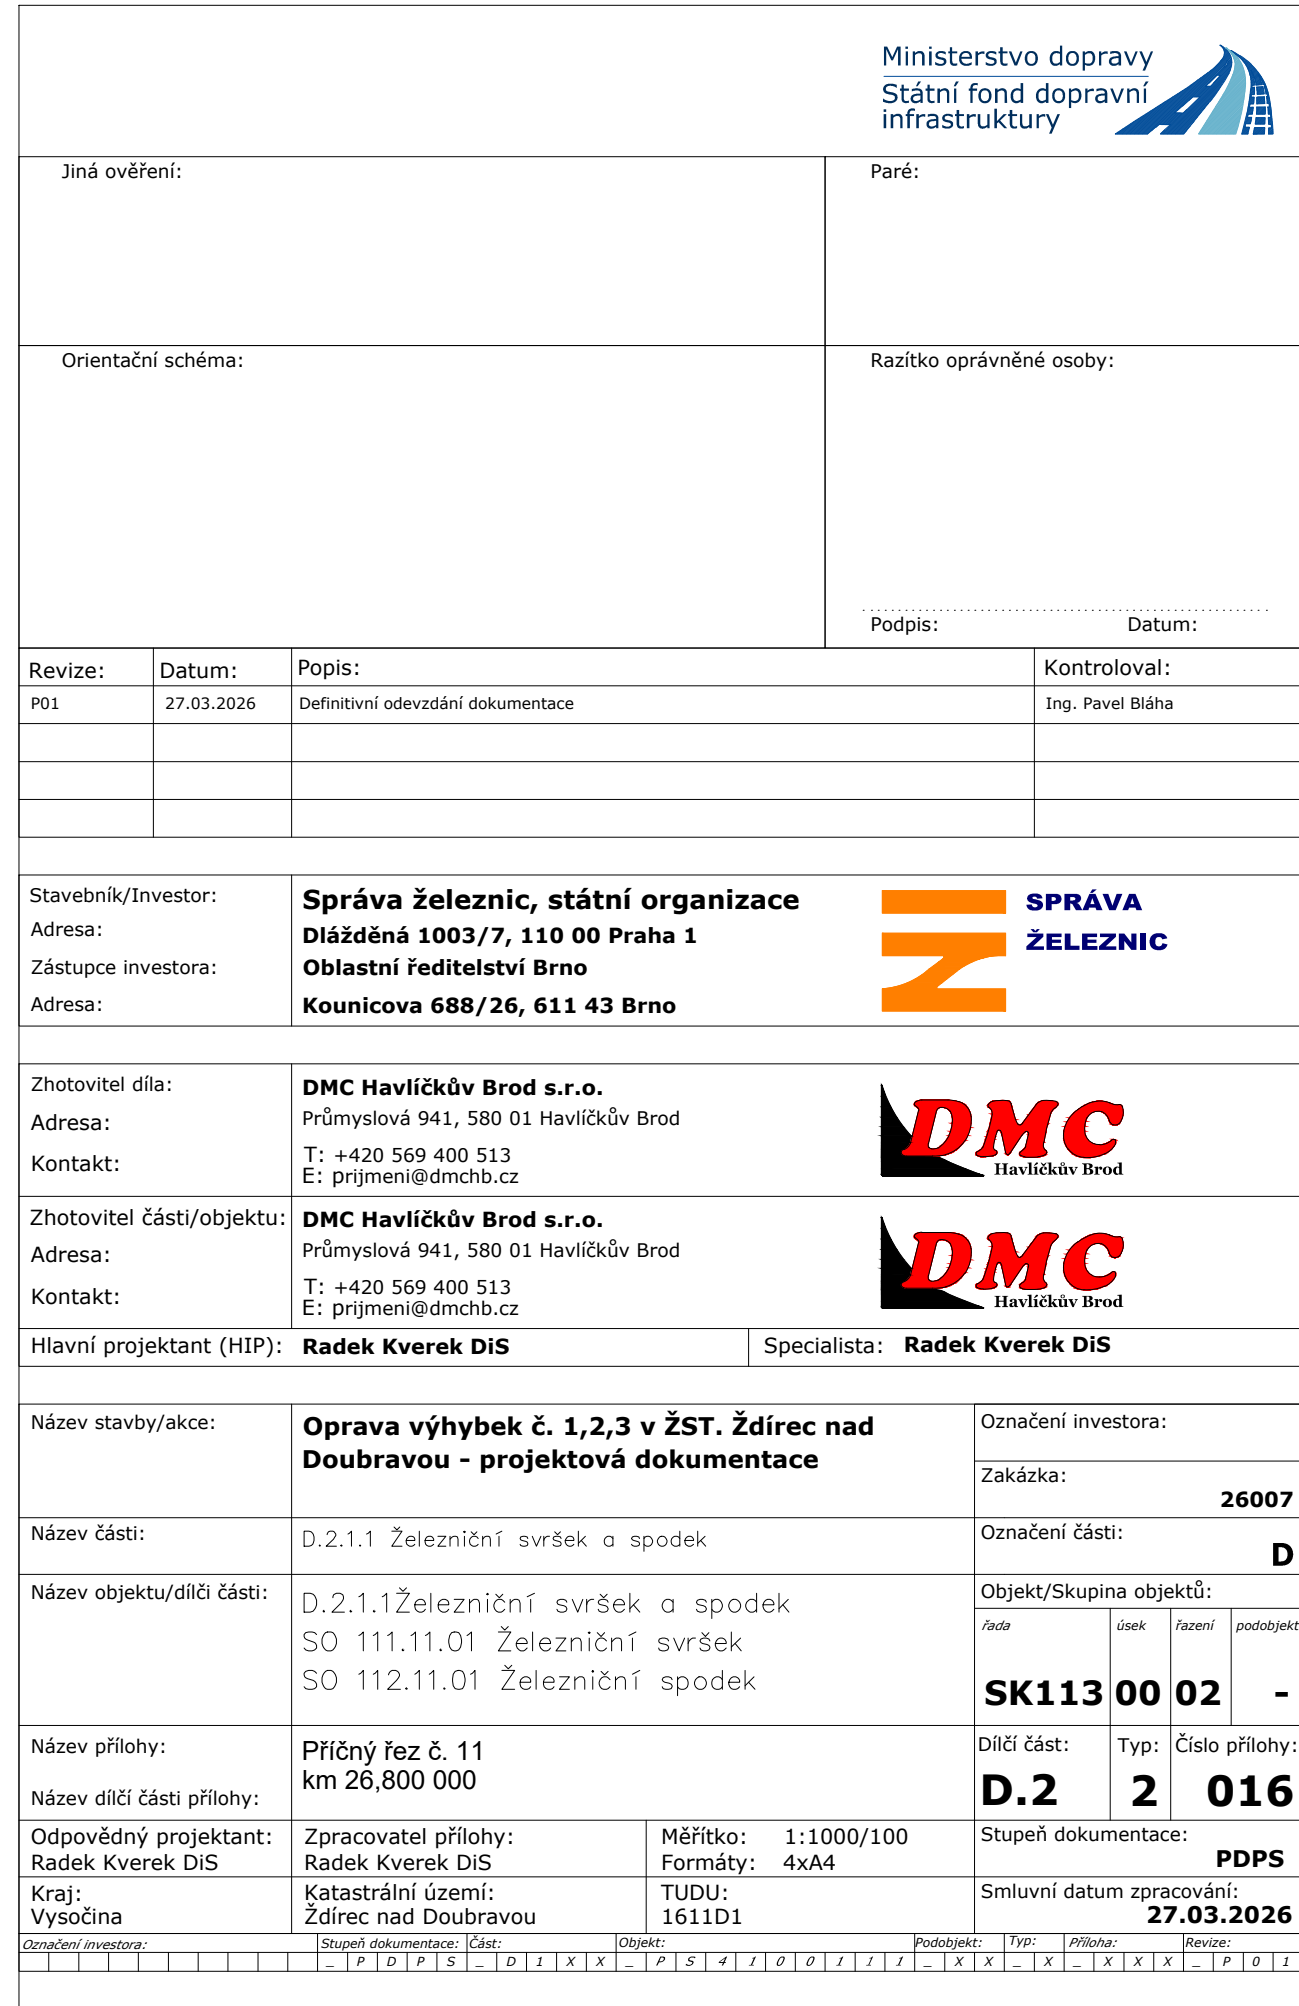 Ministerstvo dopravy
Státní fond dopravní
infrastruktury
Jiná ověření:
Paré:
Orientační schéma:
Razítko oprávněné osoby:
Podpis: Datum:
Revize: Datum: Popis: Kontroloval:
P01 27.03.2026 Definitivní odevzdání dokumentace Ing. Pavel Bláha
Stavebník/Investor: Správa železnic, státní organizace
Adresa: Dlážděná 1003/7, 110 00 Praha 1
Zástupce investora: Oblastní ředitelství Brno
Adresa: Kounicova 688/26, 611 43 Brno
SPRÁVA
ŽELEZNIC
Zhotovitel díla: DMC Havlíčkův Brod s.r.o.
Adresa: Průmyslová 941, 580 01 Havlíčkův Brod
Kontakt: T: +420 569 400 513
E: prijmeni@dmchb.cz
DMC
Havlíčkův Brod
Zhotovitel části/objektu: DMC Havlíčkův Brod s.r.o.
Adresa: Průmyslová 941, 580 01 Havlíčkův Brod
Kontakt: T: +420 569 400 513
E: prijmeni@dmchb.cz
DMC
Havlíčkův Brod
Hlavní projektant (HIP): Radek Kverek DiS Specialista: Radek Kverek DiS
Název stavby/akce: Oprava výhybek č. 1,2,3 v ŽST. Ždírec nad
Doubravou - projektová dokumentace
Označení investora:
Zakázka:
26007
Název části: D.2.1.1 Železniční svršek a spodek
Označení části:
D
Název objektu/dílči části: D.2.1.1Železniční svršek a spodek
SO 111.11.01 Železniční svršek
SO 112.11.01 Železniční spodek
Objekt/Skupina objektů:
řada úsek řazení podobjekt
SK113 00 02 -
Název přílohy: Příčný řez č. 11
km 26,800 000
Název dílčí části přílohy:
Dílčí část: Typ: Číslo přílohy:
D.2 2 016
Odpovědný projektant: Zpracovatel přílohy: Měřítko: 1:1000/100
Radek Kverek DiS Radek Kverek DiS Formáty: 4xA4
Stupeň dokumentace:
PDPS
Kraj: Katastrální území: TUDU:
Vysočina Ždírec nad Doubravou 1611D1
Smluvní datum zpracování:
27.03.2026
Označení investora: Stupeň dokumentace: Část: Objekt: Podobjekt: Typ: Příloha: Revize:
_ P D P S _ D 1 X X _ P S 4 1 0 0 1 1 1 _ X X _ X _ X X X _ P 0 1